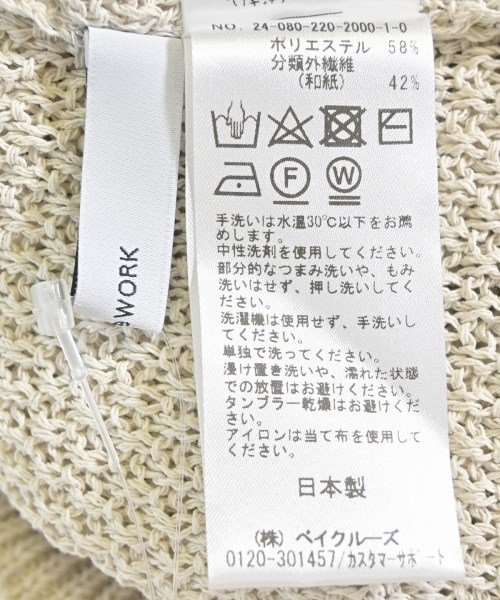 NO. 24-080-220-2000-1-0
ポリエステル 58%
分類外繊維
(和紙) 42%
F
W
手洗いは水温30℃以下をお薦
めします。
中性洗剤を使用してください。
部分的なつまみ洗いや、もみ
洗いはせず、押し洗いしてく
ださい。
洗濯機は使用せず、手洗いし
てください。
単独で洗ってください。
浸け置き洗いや、濡れた状態
での放置はお避けください。
タンブラー乾燥はお避けくだ
さい。
アイロンは当て布を使用して
ください。
日本製
(株) ベイクルーズ
0120-301457/カスタマーサポート
WORK